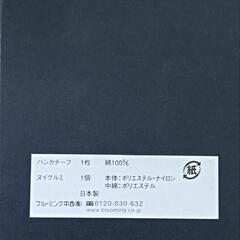 ハンカチーフ 1枚 綿100%
ヌイグルミ 1個 本体:ポリエステル・ナイロン
中綿:ポリエステル
日本製
ブルーミング中西(株) 0120-030-632
www.blooming.co.jp
紙